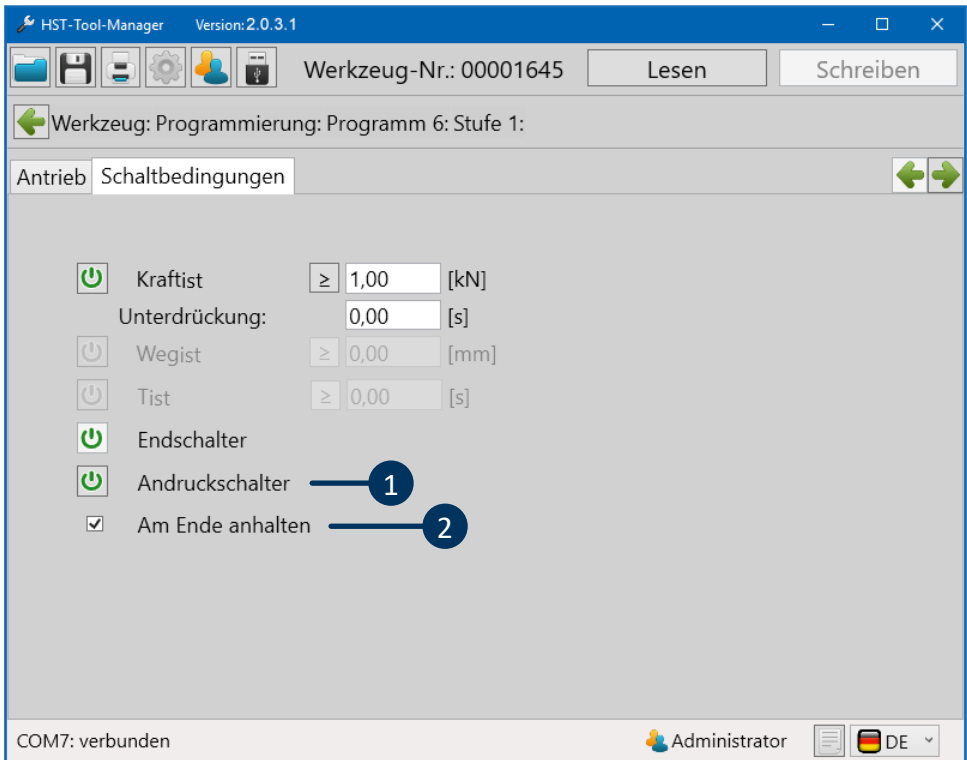 HST-Tool-Manager Version:2.0.3.1
Werkzeug-Nr.: 00001645 Lesen Schreiben
Werkzeug: Programmierung: Programm 6: Stufe 1:
Antrieb Schaltbedingungen
Kraftist ≥ 1,00 [kN]
Unterdrückung: 0,00 [s]
Wegist ≥ 0,00 [mm]
Tist ≥ 0,00 [s]
Endschalter
Andruckschalter 1
Am Ende anhalten 2
COM7: verbunden Administrator DE